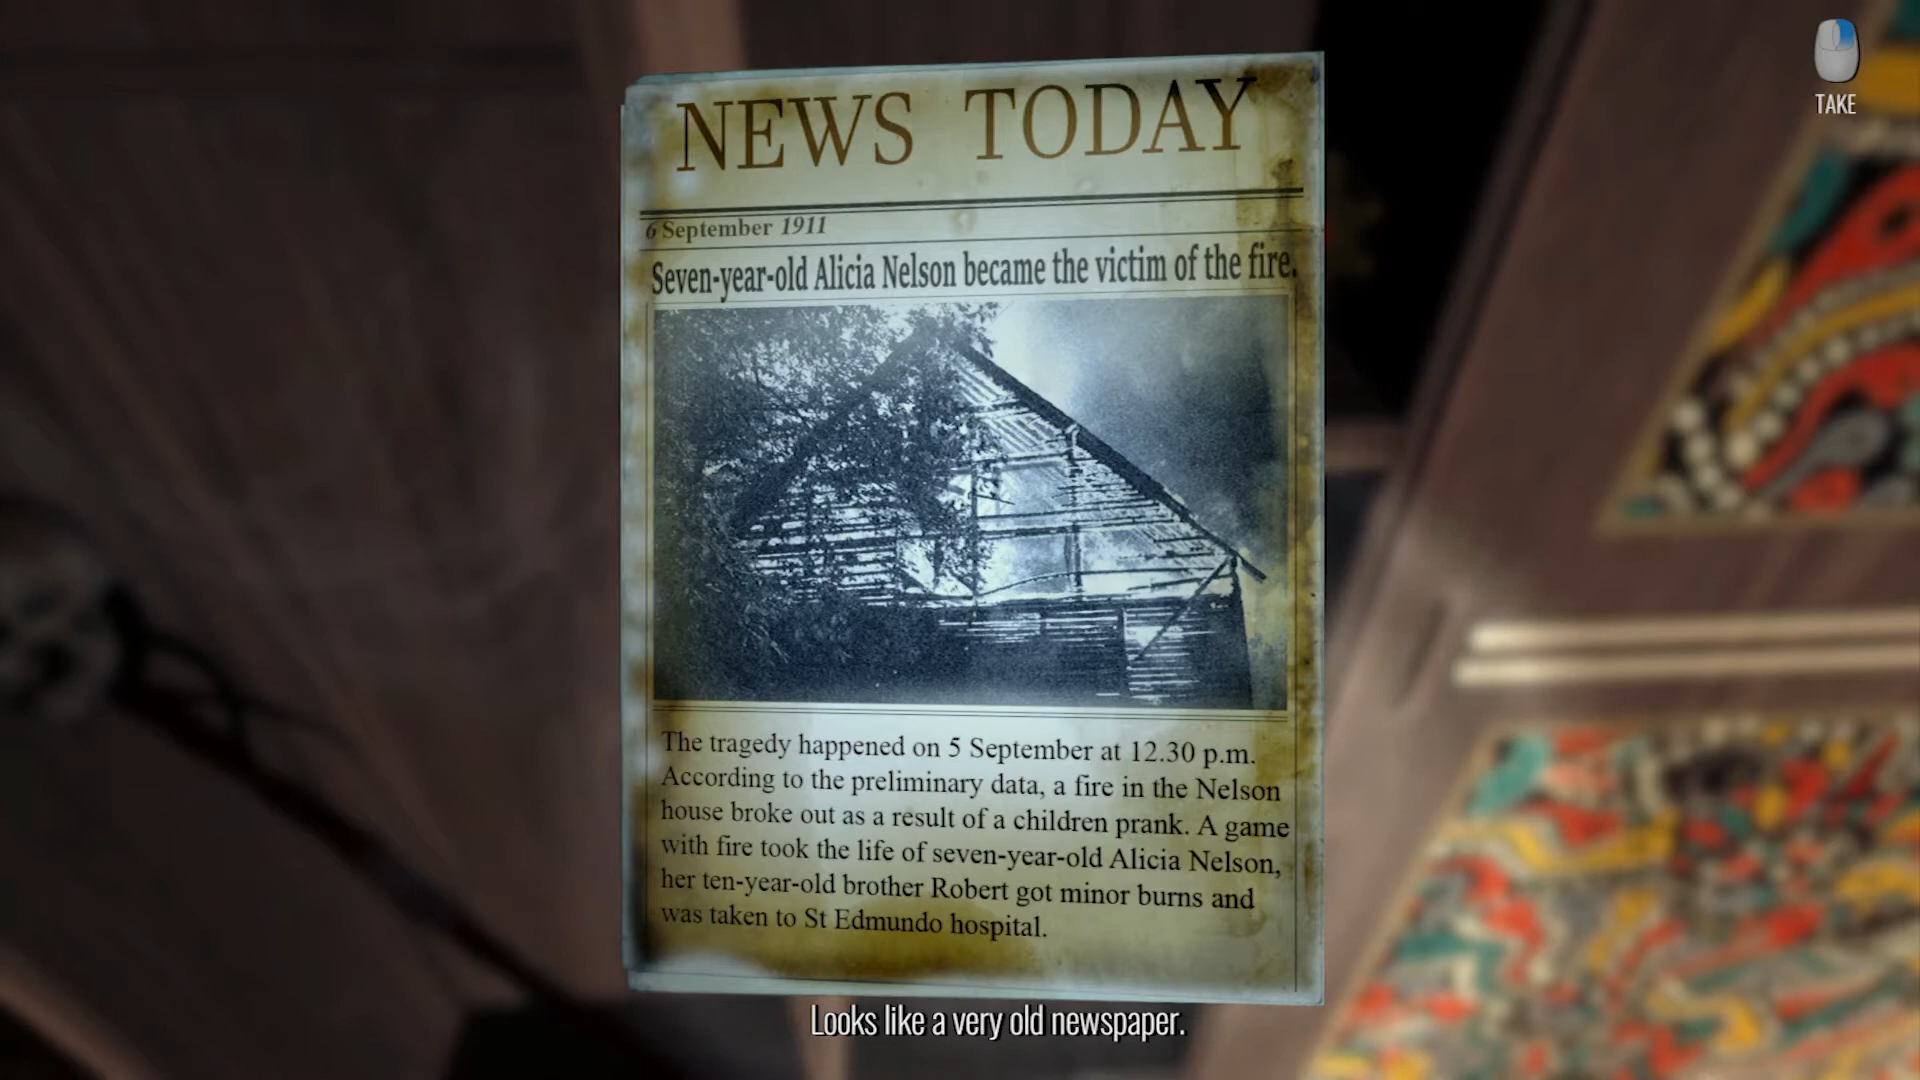 TAKE
NEWS TODAY
6 September 1911
Seven-year-old Alicia Nelson became the victim of the fire.
The tragedy happened on 5 September at 12.30 p.m.
According to the preliminary data, a fire in the Nelson
house broke out as a result of a children prank. A game
with fire took the life of seven-year-old Alicia Nelson,
her ten-year-old brother Robert got minor burns and
was taken to St Edmundo hospital.
Looks like a very old newspaper.